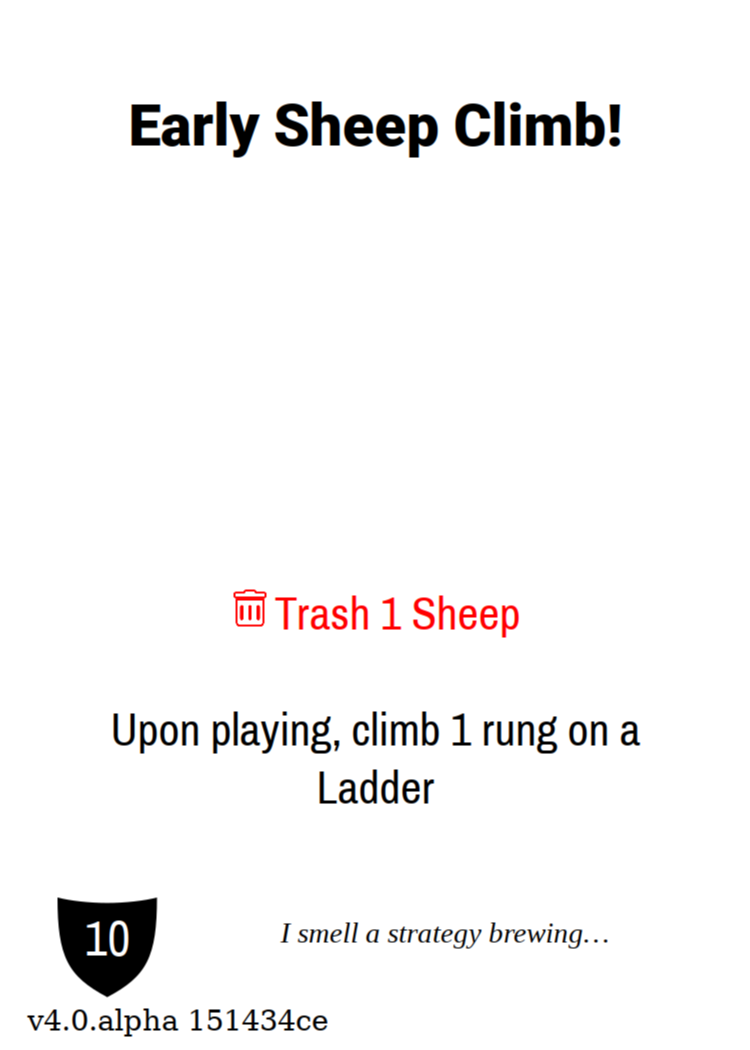 Early Sheep Climb!
Trash 1 Sheep
Upon playing, climb 1 rung on a
Ladder
10
I smell a strategy brewing…
v4.0.alpha 151434ce